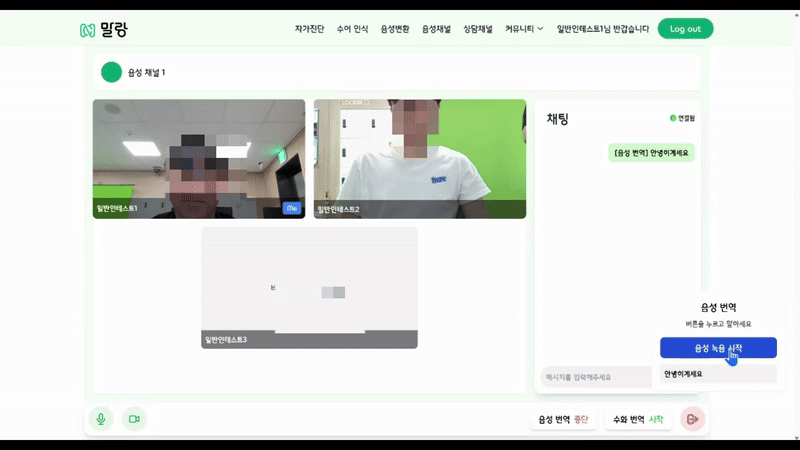 말랑
자가진단 수어 인식 음성변환 음성채널 상담채널 커뮤니티 일반인테스트1님 반갑습니다 Log out
음성 채널 1
LOCKER
일반인테스트1 Me
일반인테스트2
일반인테스트3
채팅 연결됨
[음성 번역] 안녕히계세요
메시지를 입력해주세요
음성 번역
버튼을 누르고 말하세요
음성 녹음 시작
안녕히계세요
음성 번역 중단
수화 번역 시작